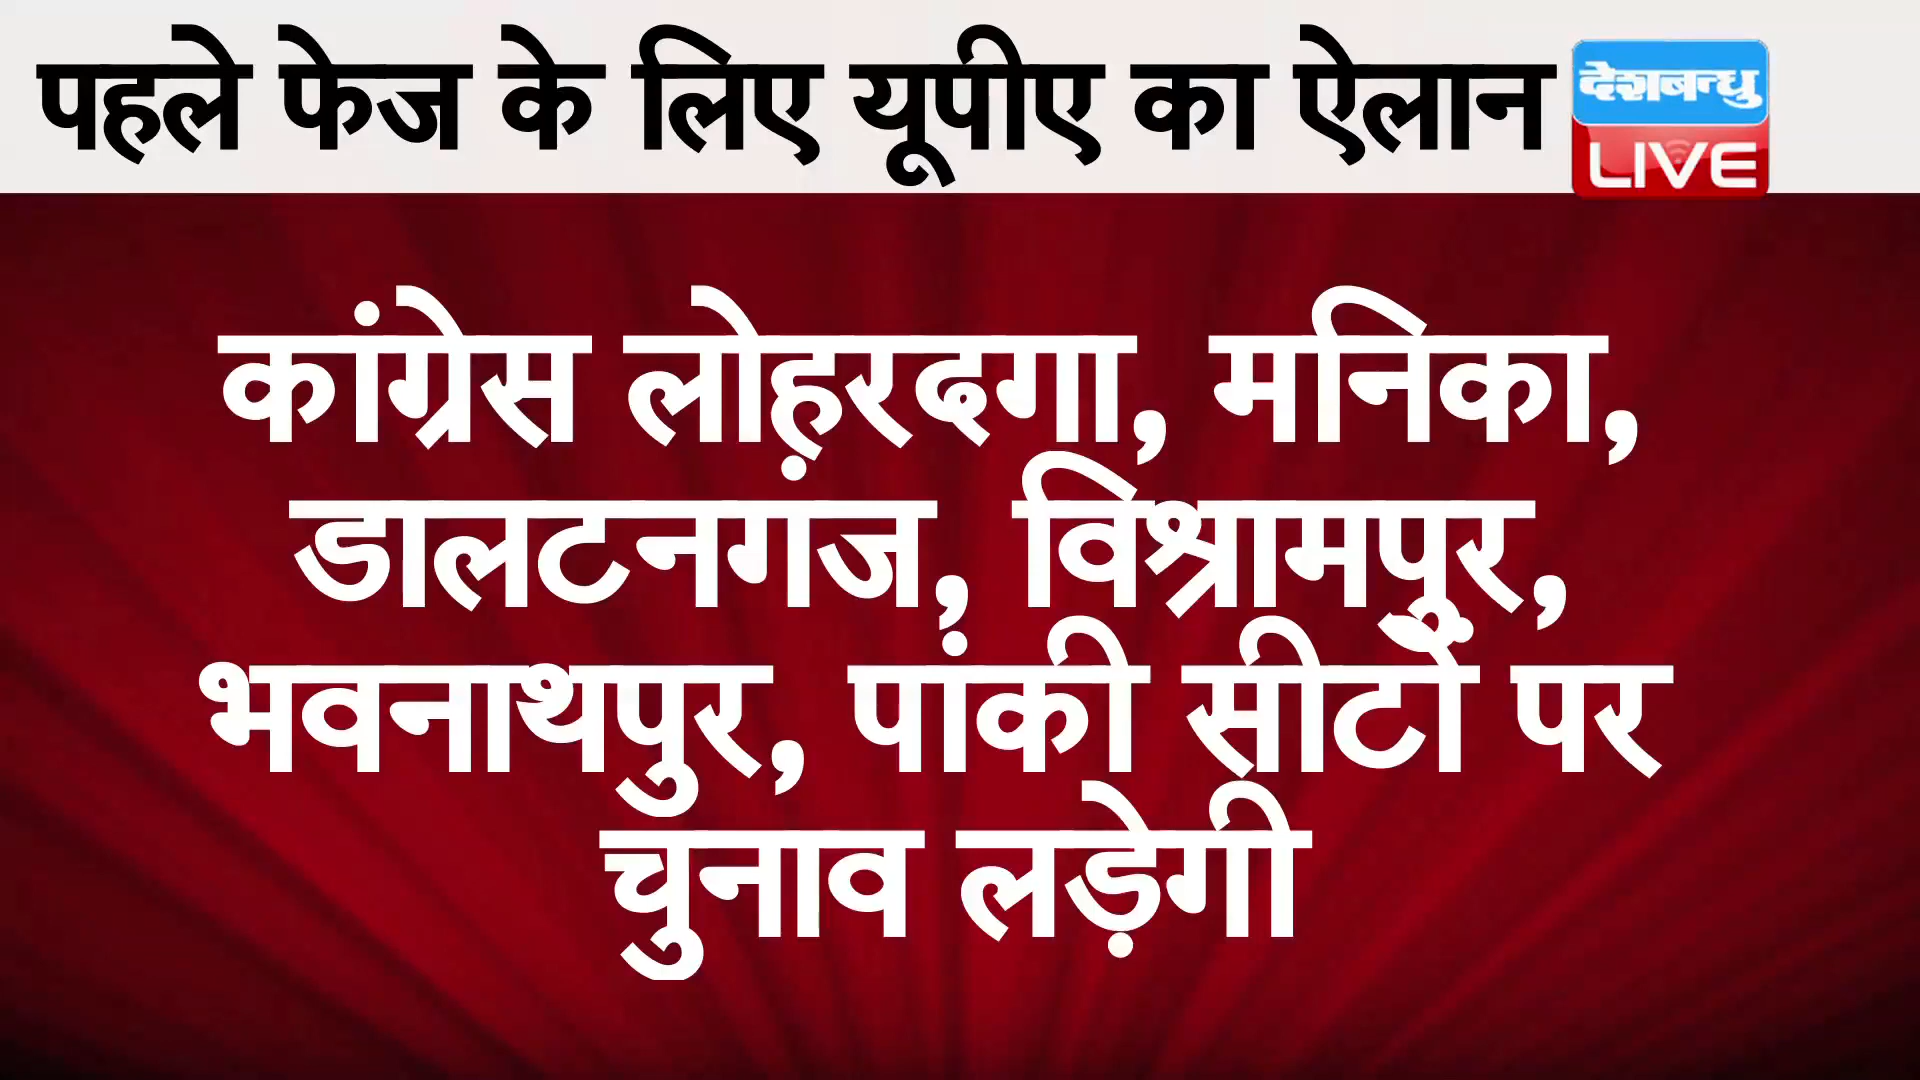 पहले फेज के लिए यूपीए का ऐलान
देशबन्धु
LIVE
कांग्रेस लोहरदगा, मनिका,
डालटनगंज, विश्रामपुर,
भवनाथपुर, पांकी सीटों पर
चुनाव लड़ेगी